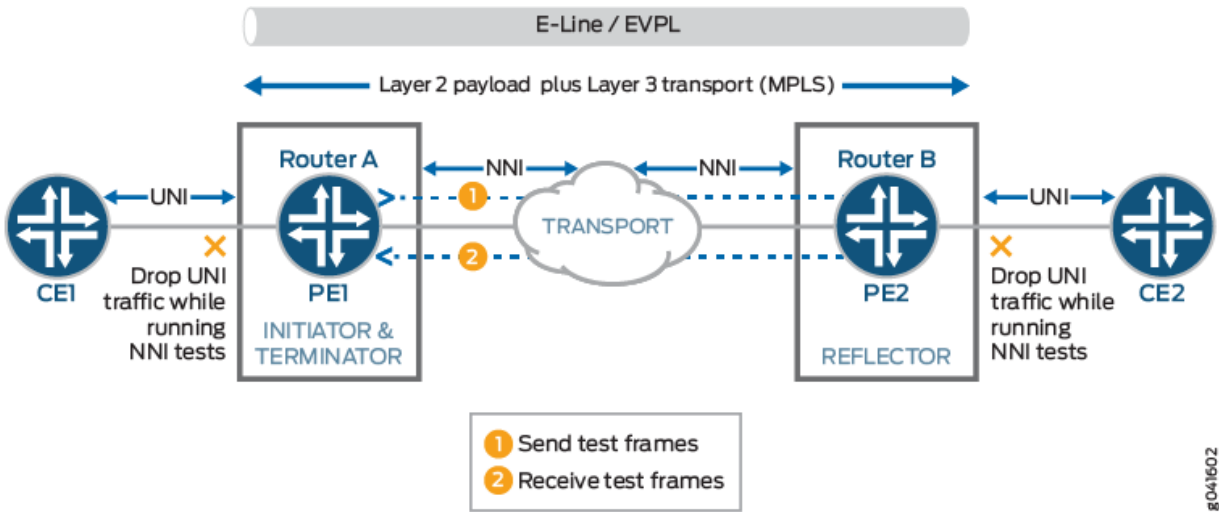 E-Line / EVPL
Layer 2 payload plus Layer 3 transport (MPLS)
Router A
NNI
NNI
Router B
UNI
1
UNI
TRANSPORT
2
CE1
Drop UNI
traffic while
running
NNI tests
PE1
INITIATOR &
TERMINATOR
PE2
REFLECTOR
Drop UNI
traffic while
running
NNI tests
CE2
1 Send test frames
2 Receive test frames
g041602